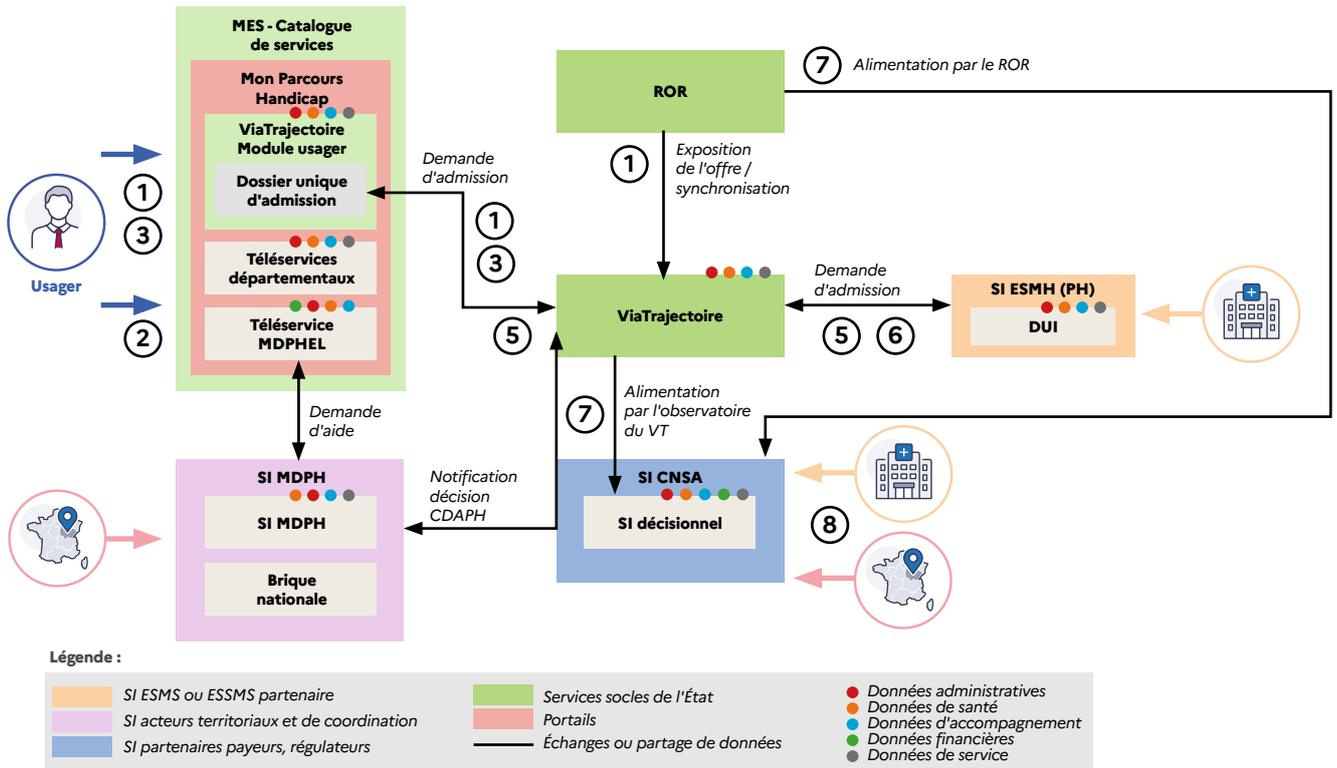 MES - Catalogue
de services
Mon Parcours
Handicap
ViaTrajectoire
Module usager
Dossier unique
d'admission
Téléservices
départementaux
Téléservice
MDPHEL
Usager
1
3
2
Demande
d'admission
1
3
5
ROR
7
Alimentation par le ROR
1
Exposition
de l'offre /
synchronisation
ViaTrajectoire
Demande
d'admission
5
6
SI ESMH (PH)
DUI
Demande
d'aide
7
Alimentation
par l'observatoire
du VT
SI MDPH
SI MDPH
Brique
nationale
Notification
décision
CDAPH
SI CNSA
SI décisionnel
8
Légende :
SI ESMS ou ESSMS partenaire
SI acteurs territoriaux et de coordination
SI partenaires payeurs, régulateurs
Services socles de l'État
Portails
Échanges ou partage de données
Données administratives
Données de santé
Données d'accompagnement
Données financières
Données de service